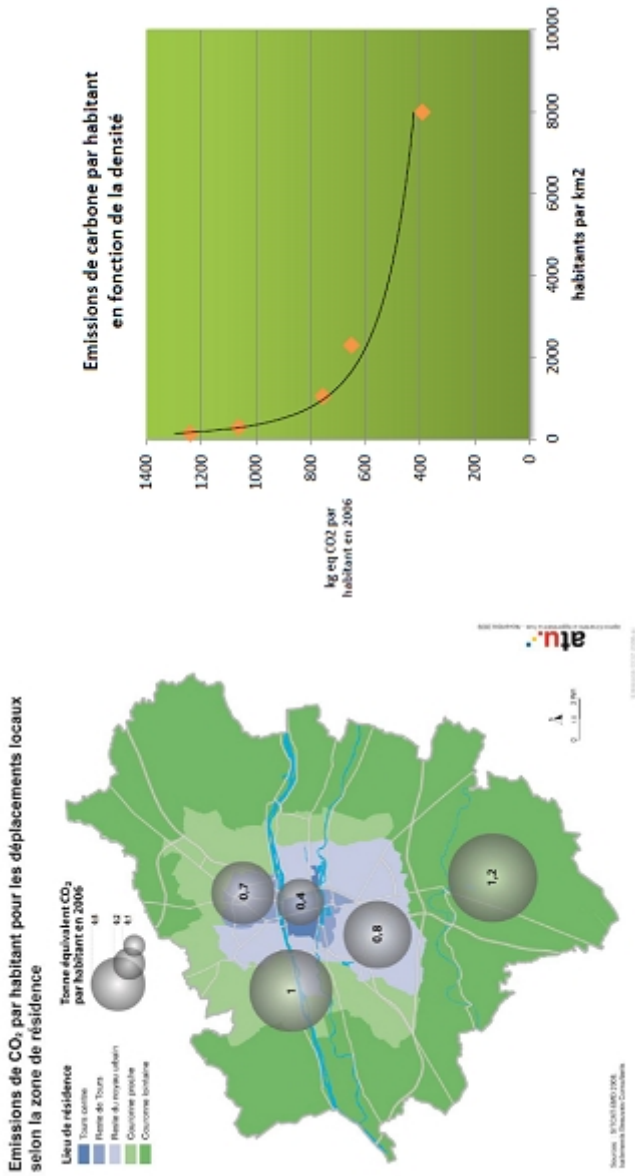 Emissions de CO₂ par habitant pour les déplacements locaux
selon la zone de résidence
Lieu de résidence
Tours centre
Reste de Tours
Reste du noyau urbain
Couronne proche
Couronne lointaine
Tonne équivalent CO₂
par habitant en 2006
0,7
0,4
1
0,8
1,2
atu.
Emissions de carbone par habitant
en fonction de la densité
kg eq CO2 par
habitant en 2006
1400
1200
1000
800
600
400
200
0
0
2000
4000
6000
8000
10000
habitants par km2